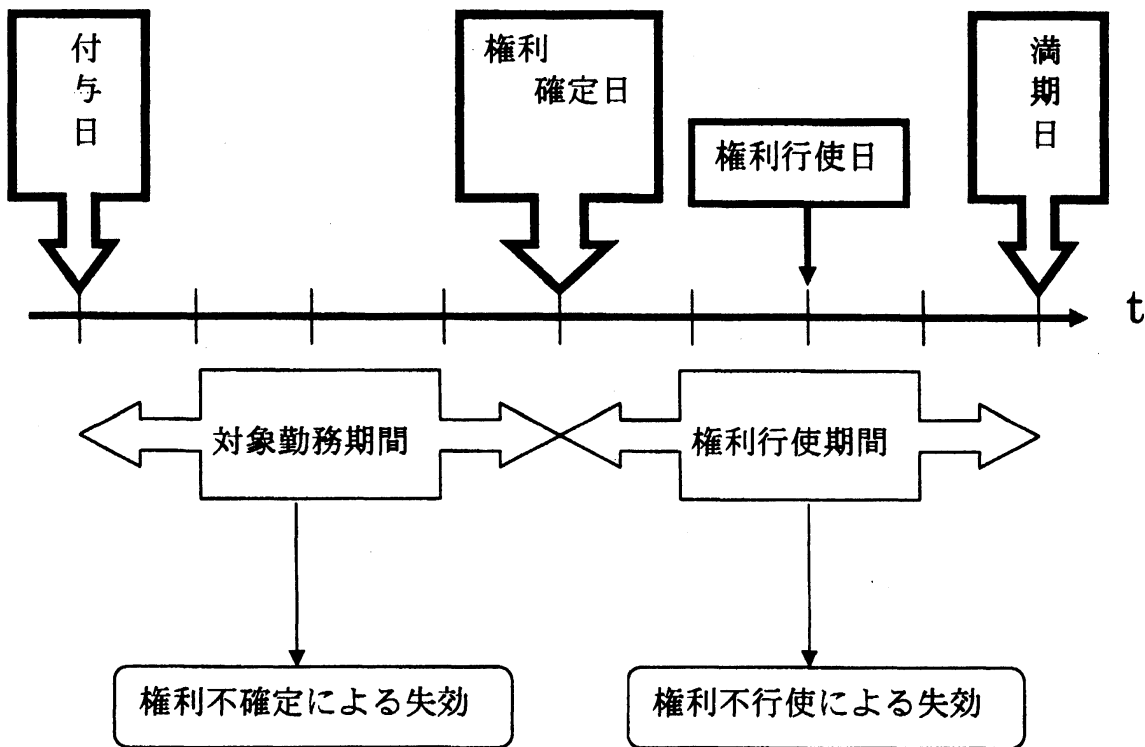 付与日
権利
確定日
権利行使日
満期日
t
対象勤務期間
権利行使期間
権利不確定による失効
権利不行使による失効